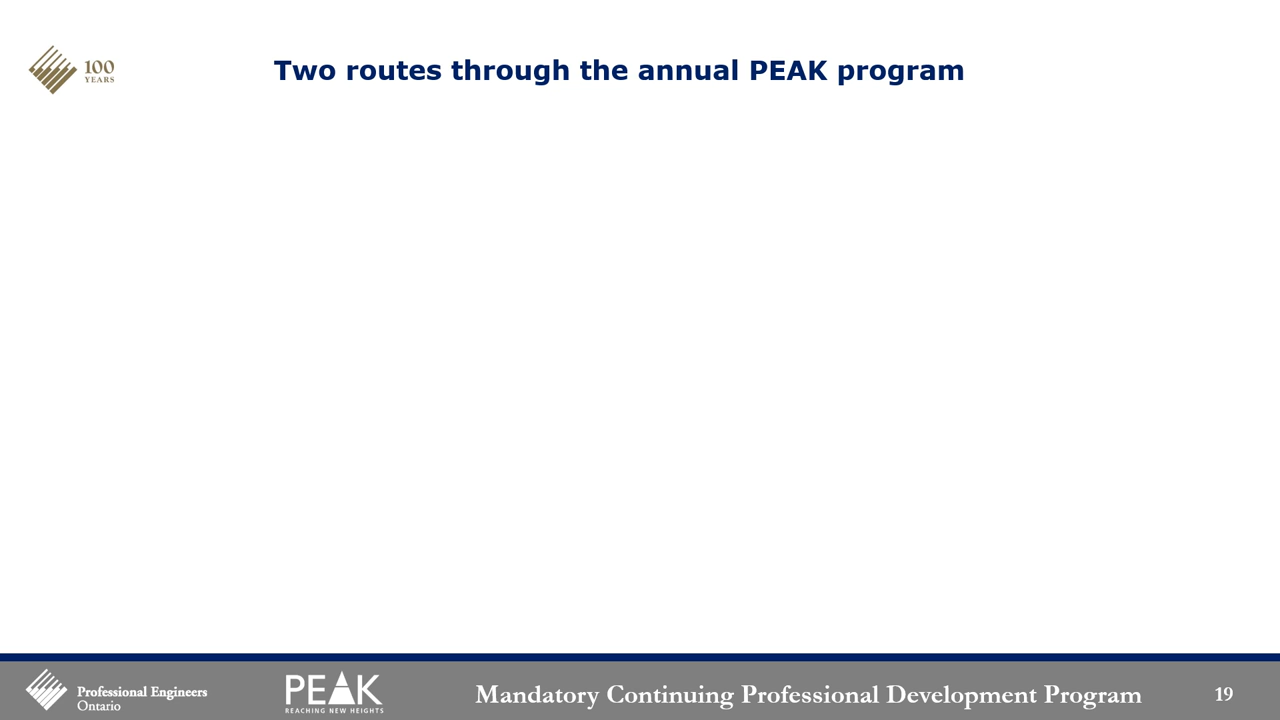 100
YEARS
Two routes through the annual PEAK program
Professional Engineers
Ontario
PEAK
REACHING NEW HEIGHTS
Mandatory Continuing Professional Development Program
19